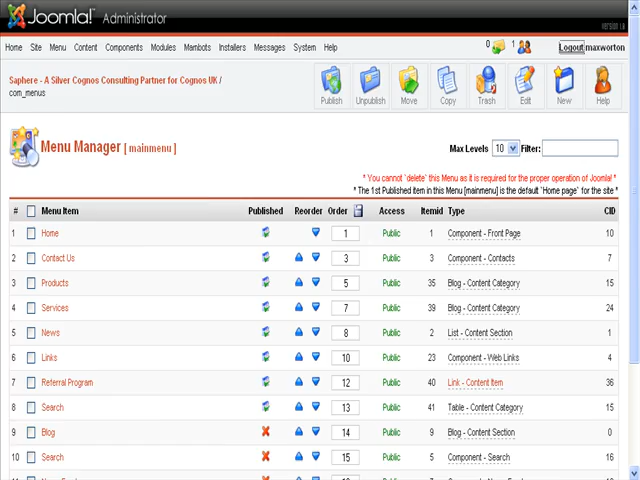 Joomla! Administrator
Version 1.0
Home Site Menu Content Components Modules Mambots Installers Messages System Help 0 1 Logout maxworton
Saphere - A Silver Cognos Consulting Partner for Cognos UK /
com_menus
Publish Unpublish Move Copy Trash Edit New Help
Menu Manager [ mainmenu ]
Max Levels 10 Filter:
* You cannot `delete` this Menu as it is required for the proper operation of Joomla! *
* The 1st Published item in this Menu [mainmenu] is the default `Home page` for the site *
# Menu Item Published Reorder Order Access Itemid Type CID
1 Home 1 Public 1 Component - Front Page 10
2 Contact Us 3 Public 3 Component - Contacts 7
3 Products 5 Public 35 Blog - Content Category 15
4 Services 7 Public 39 Blog - Content Category 24
5 News 8 Public 2 List - Content Section 1
6 Links 10 Public 23 Component - Web Links 4
7 Referral Program 12 Public 40 Link - Content Item 36
8 Search 13 Public 41 Table - Content Category 15
9 Blog 14 Public 9 Blog - Content Section 0
10 Search 15 Public 5 Component - Search 16